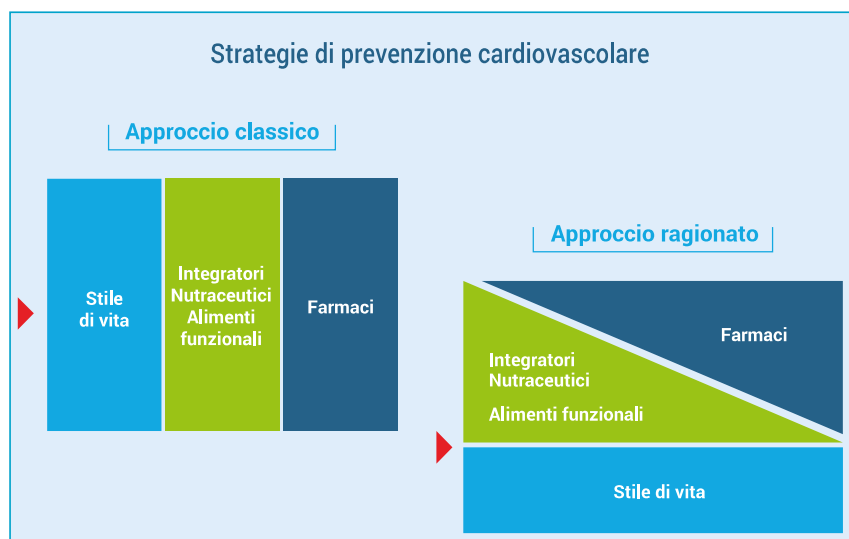 Strategie di prevenzione cardiovascolare
Approccio classico
Stile
di vita
Integratori
Nutraceutici
Alimenti
funzionali
Farmaci
Approccio ragionato
Farmaci
Integratori
Nutraceutici
Alimenti funzionali
Stile di vita